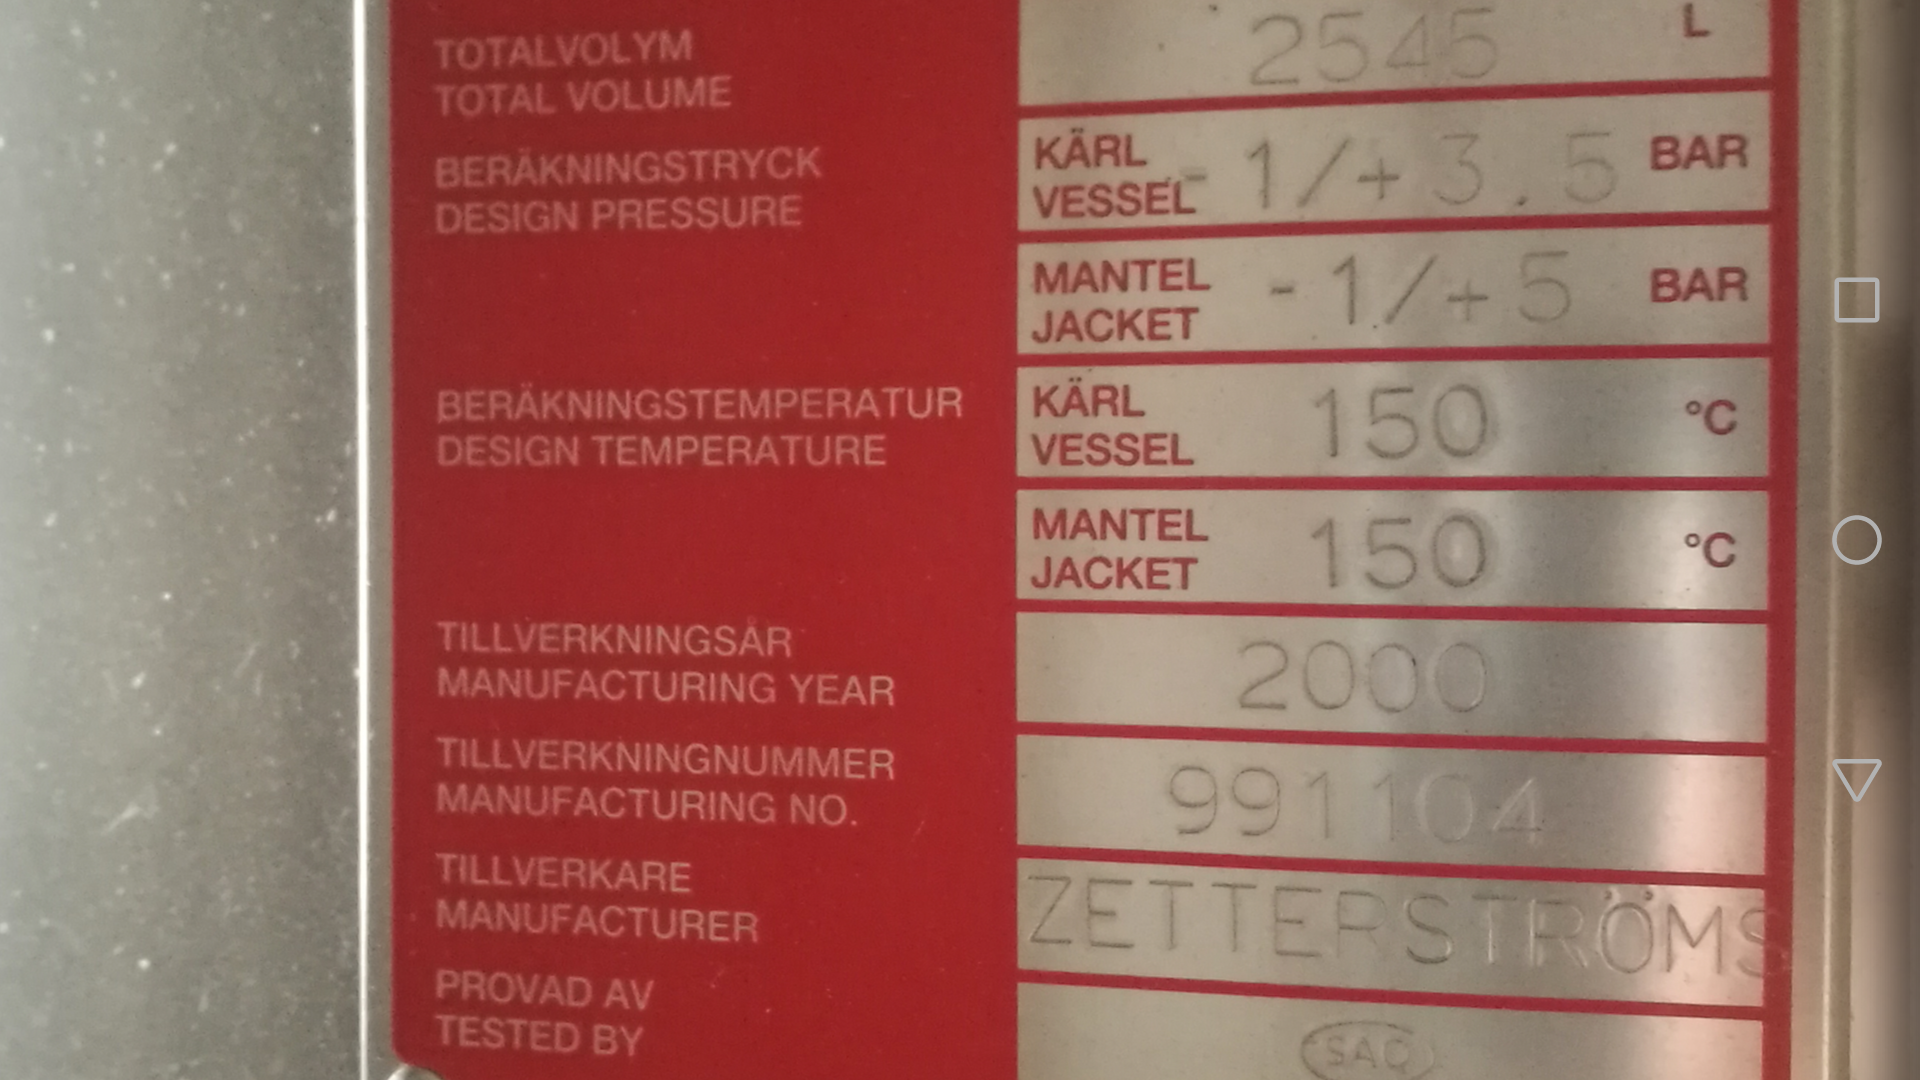 TOTALVOLYM
TOTAL VOLUME
2545 L
BERÄKNINGSTRYCK
DESIGN PRESSURE
KÄRL
VESSEL
-1/+3.5 BAR
MANTEL
JACKET
-1/+5 BAR
BERÄKNINGSTEMPERATUR
DESIGN TEMPERATURE
KÄRL
VESSEL
150 °C
MANTEL
JACKET
150 °C
TILLVERKNINGSÅR
MANUFACTURING YEAR
2000
TILLVERKNINGNUMMER
MANUFACTURING NO.
991104
TILLVERKARE
MANUFACTURER
ZETTERSTRÖMS
PROVAD AV
TESTED BY
SAQ